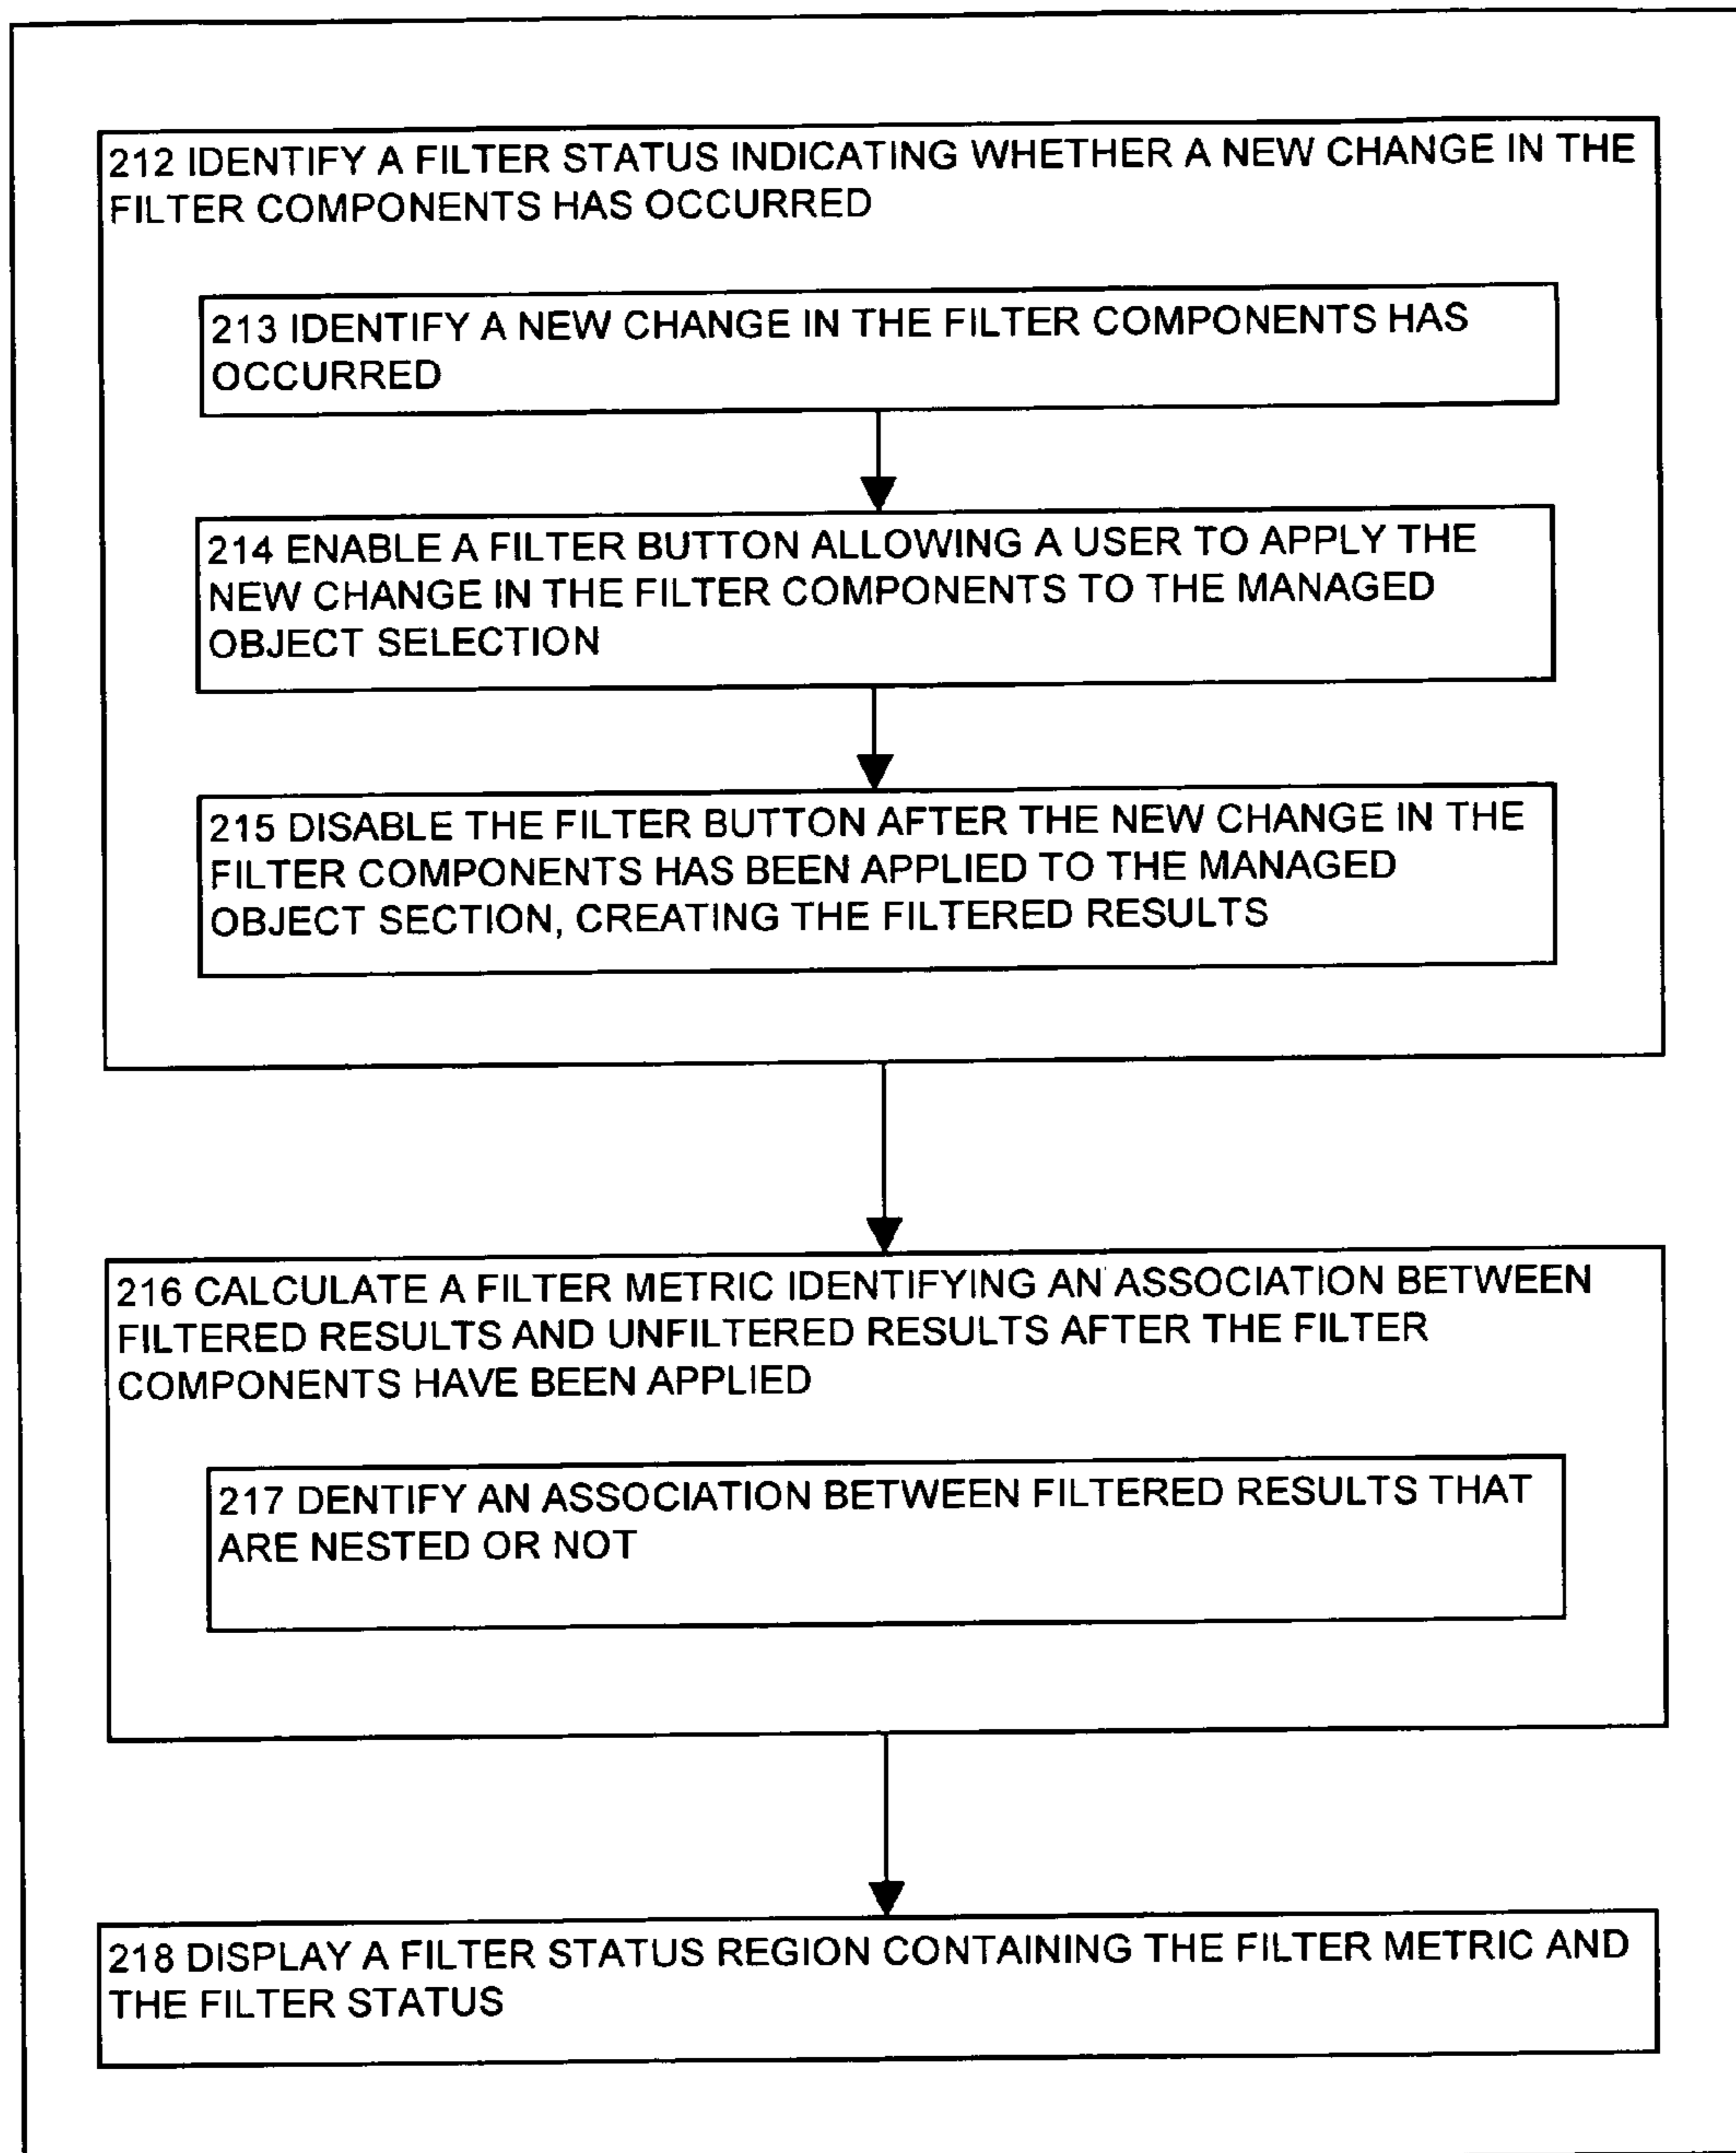 212 IDENTIFY A FILTER STATUS INDICATING WHETHER A NEW CHANGE IN THE
FILTER COMPONENTS HAS OCCURRED
213 IDENTIFY A NEW CHANGE IN THE FILTER COMPONENTS HAS
OCCURRED
214 ENABLE A FILTER BUTTON ALLOWING A USER TO APPLY THE
NEW CHANGE IN THE FILTER COMPONENTS TO THE MANAGED
OBJECT SELECTION
215 DISABLE THE FILTER BUTTON AFTER THE NEW CHANGE IN THE
FILTER COMPONENTS HAS BEEN APPLIED TO THE MANAGED
OBJECT SECTION, CREATING THE FILTERED RESULTS
216 CALCULATE A FILTER METRIC IDENTIFYING AN ASSOCIATION BETWEEN
FILTERED RESULTS AND UNFILTERED RESULTS AFTER THE FILTER
COMPONENTS HAVE BEEN APPLIED
217 DENTIFY AN ASSOCIATION BETWEEN FILTERED RESULTS THAT
ARE NESTED OR NOT
218 DISPLAY A FILTER STATUS REGION CONTAINING THE FILTER METRIC AND
THE FILTER STATUS